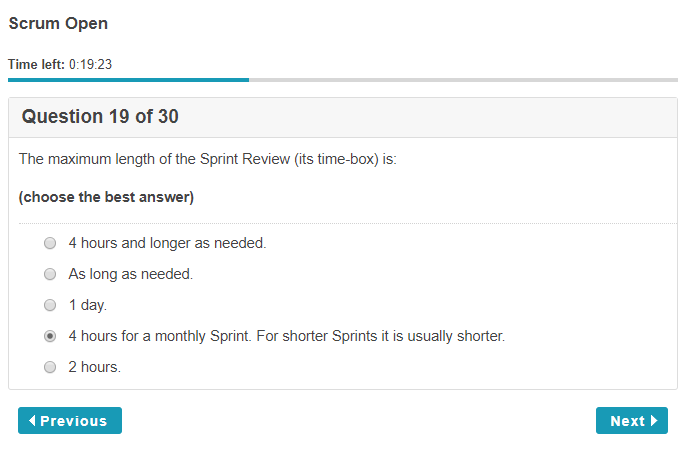 Scrum Open
Time left: 0:19:23
Question 19 of 30
The maximum length of the Sprint Review (its time-box) is:
(choose the best answer)
4 hours and longer as needed.
As long as needed.
1 day.
4 hours for a monthly Sprint. For shorter Sprints it is usually shorter.
2 hours.
Previous
Next